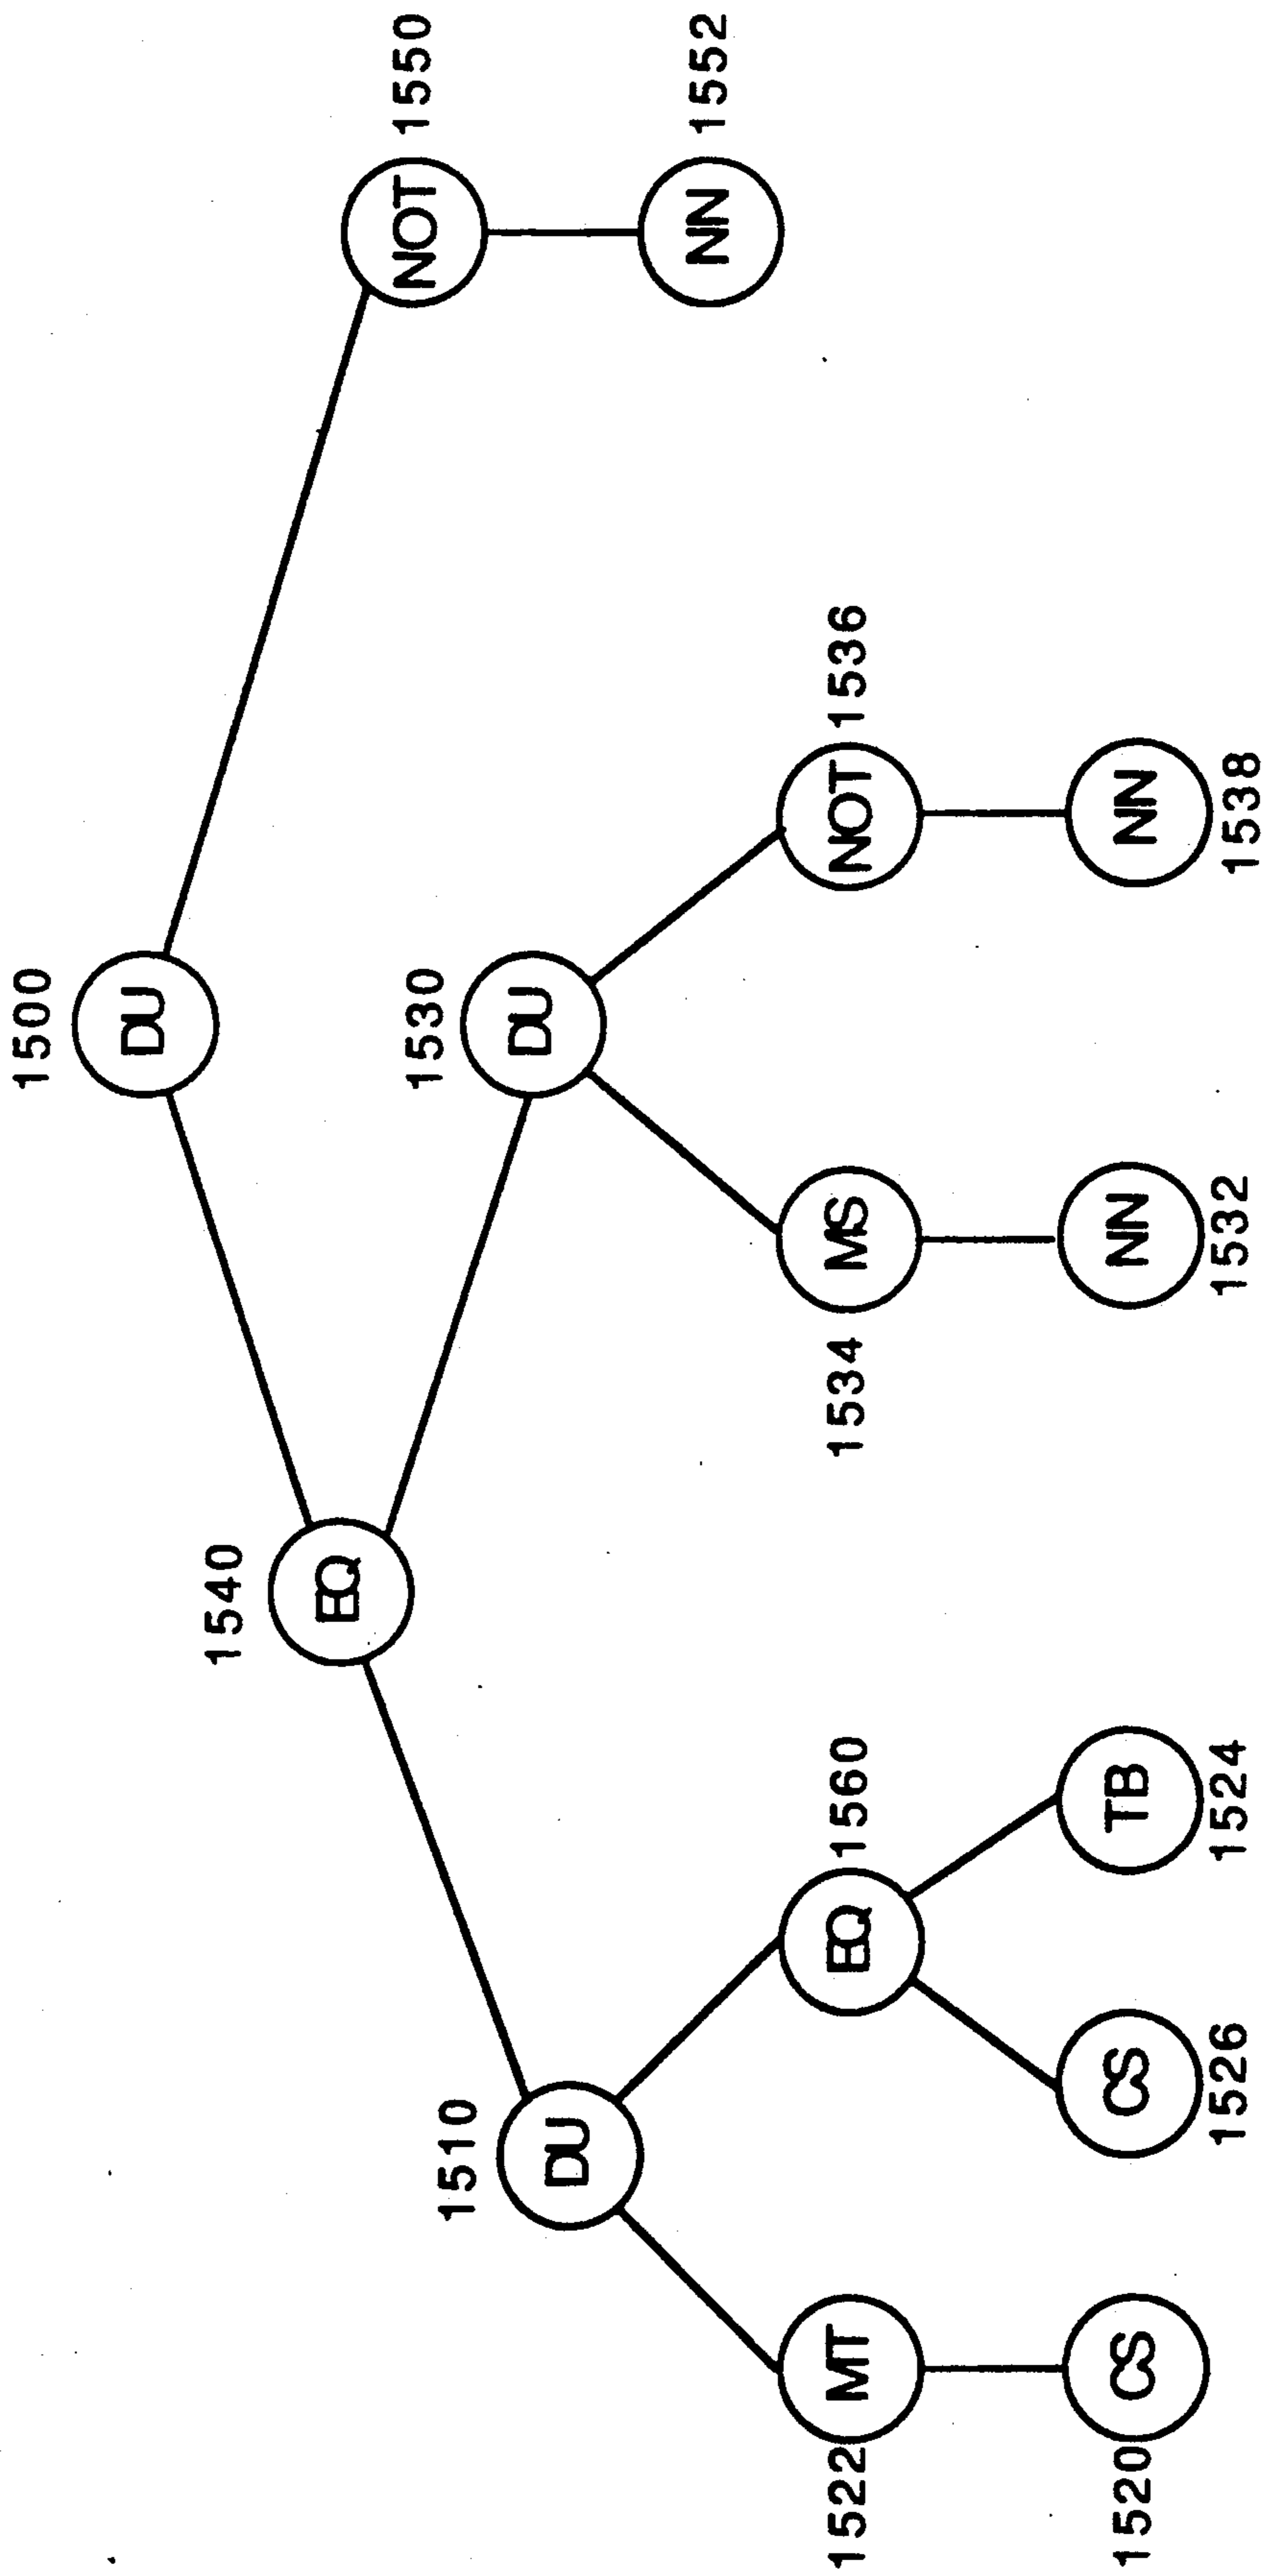 1500
DU
1540
EQ
1530
NOT 1550
1510
DU
DU
NN 1552
1522 MT
EQ 1560
1534 MS
NOT 1536
1520 CS
CS
TB
NN
NN
1526
1524
1532
1538